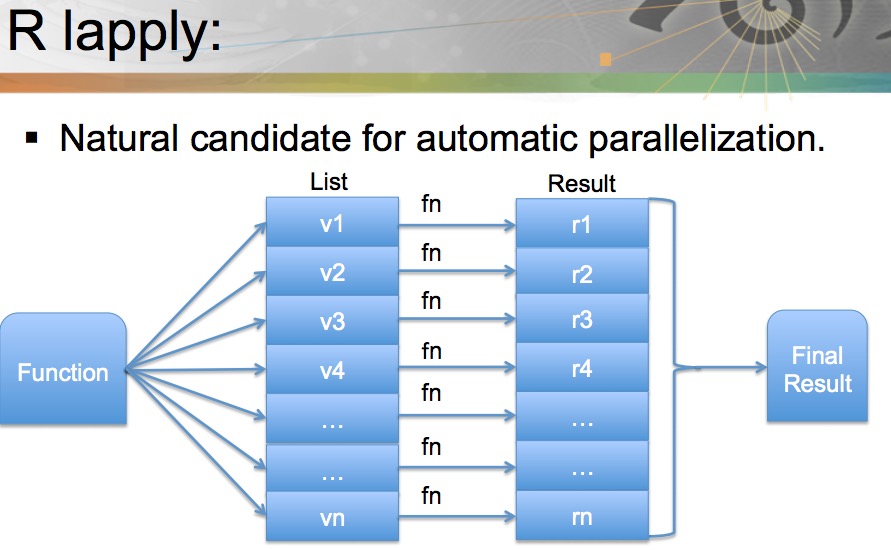 R lapply:
▪ Natural candidate for automatic parallelization.
List
Result
fn
v1
r1
fn
v2
r2
fn
v3
r3
Function
fn
v4
r4
Final
Result
fn
...
...
fn
...
...
fn
vn
rn